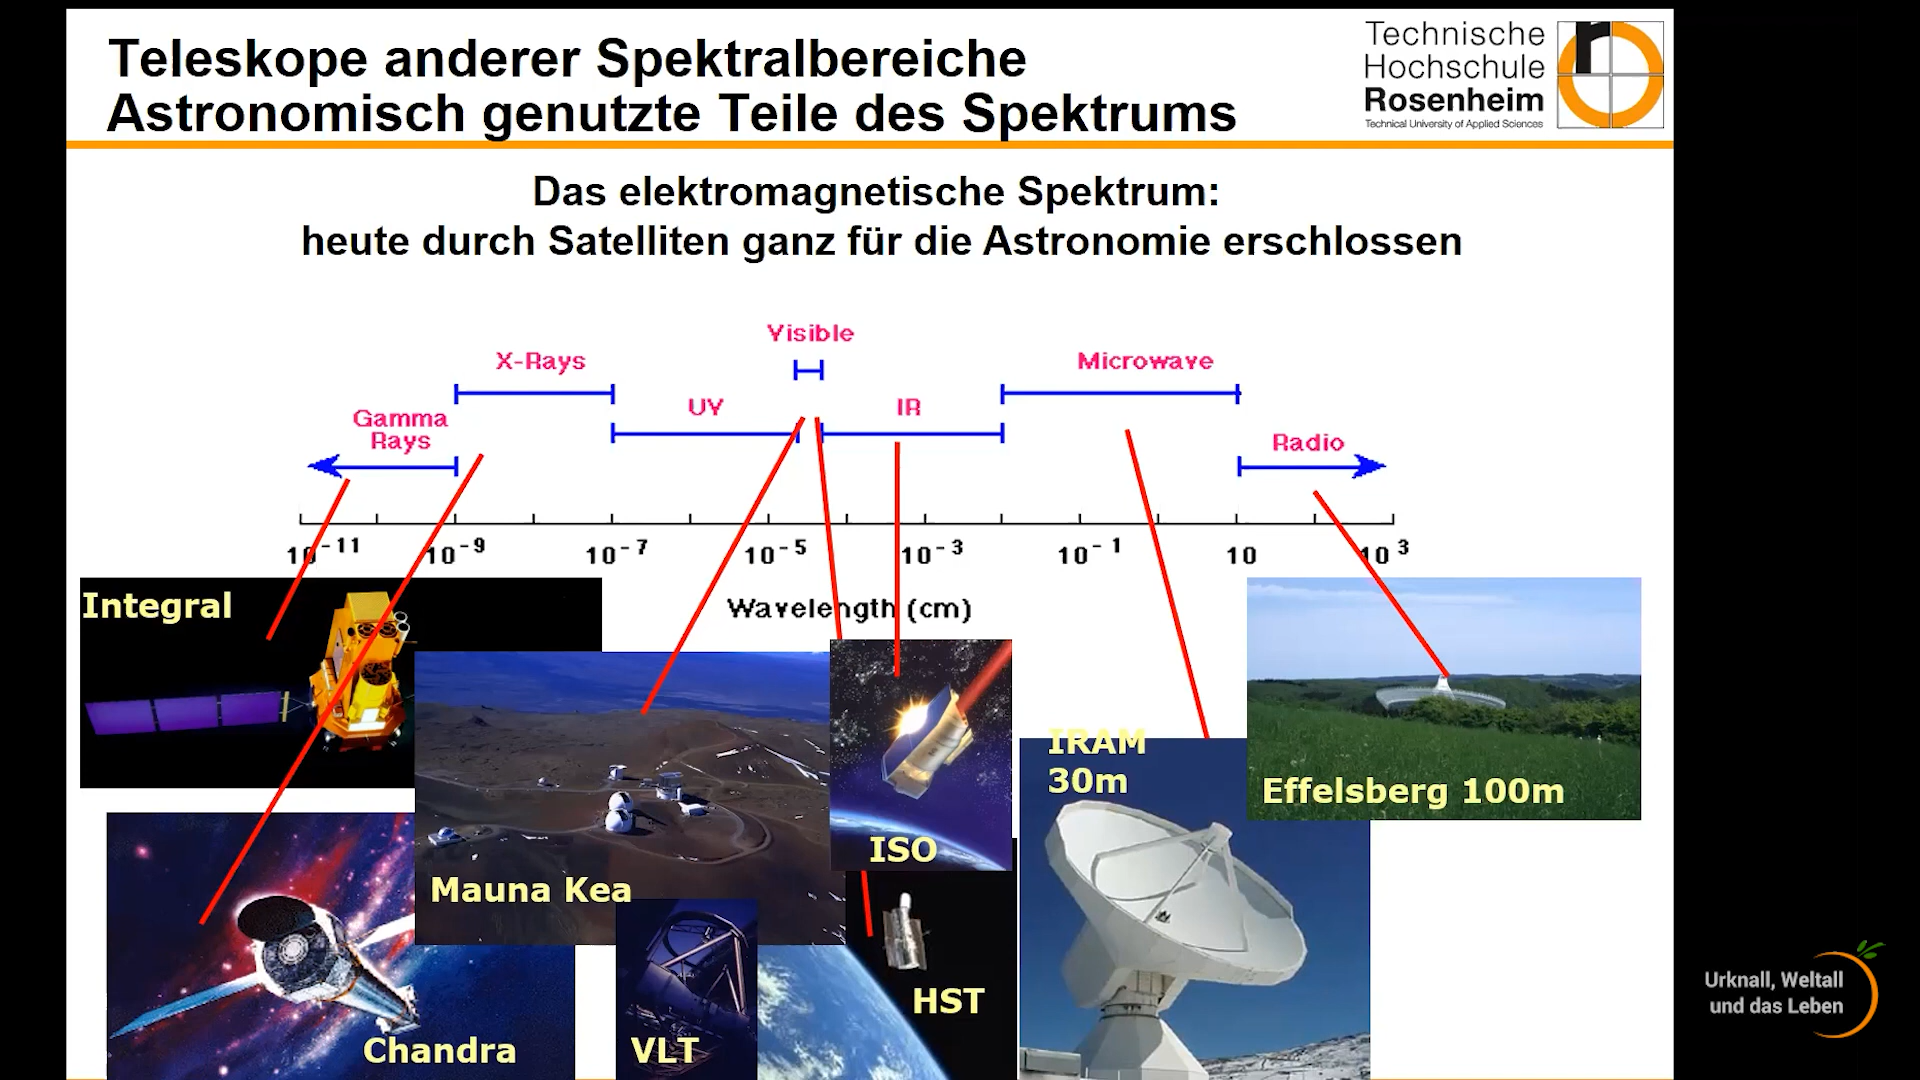 Teleskope anderer Spektralbereiche
Astronomisch genutzte Teile des Spektrums
Technische
Hochschule
Rosenheim
Technical University of Applied Sciences
Das elektromagnetische Spektrum:
heute durch Satelliten ganz für die Astronomie erschlossen
Visible
X-Rays
Microwave
UV
IR
Gamma
Rays
Radio
10⁻¹¹ 10⁻⁹ 10⁻⁷ 10⁻⁵ 10⁻³ 10⁻¹ 10 10³
Wavelength (cm)
Integral
IRAM
30m
Effelsberg 100m
ISO
Mauna Kea
HST
Chandra
VLT
Urknall, Weltall
und das Leben